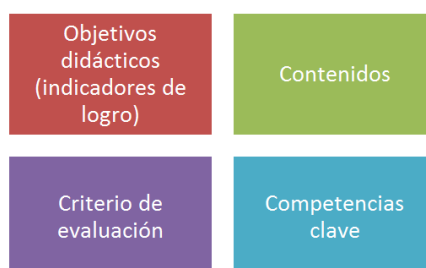 Objetivos
didácticos
(indicadores de
logro)
Contenidos
Criterio de
evaluación
Competencias
clave